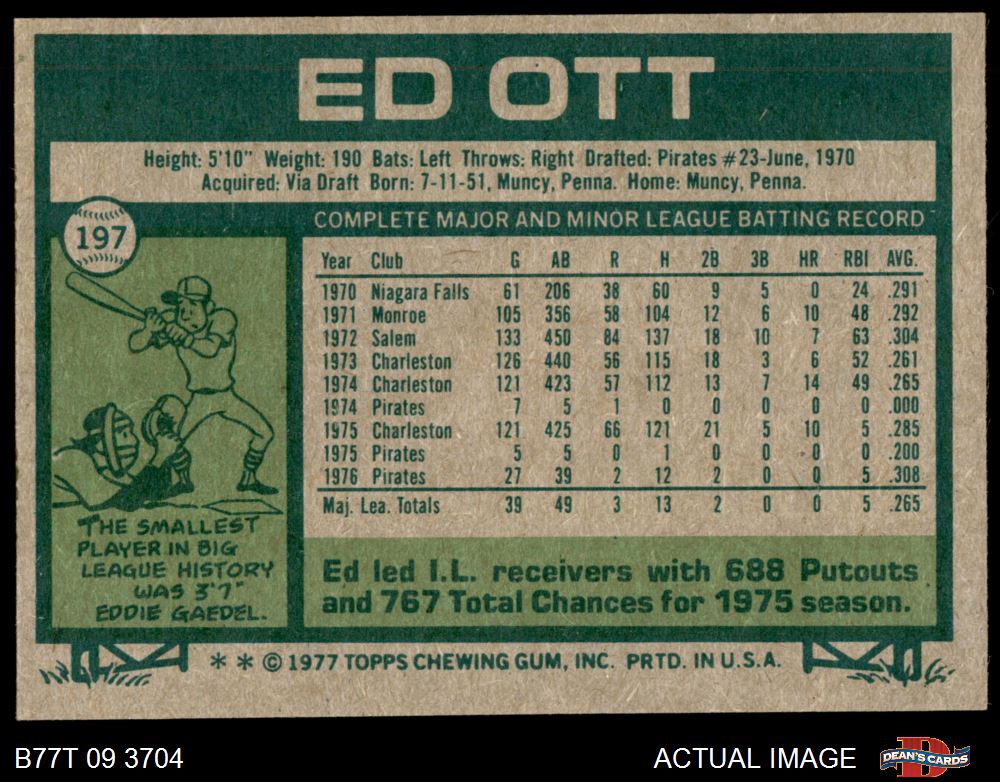 ED OTT
Height: 5'10" Weight: 190 Bats: Left Throws: Right Drafted: Pirates #23-June, 1970
Acquired: Via Draft Born: 7-11-51, Muncy, Penna. Home: Muncy, Penna.
197
COMPLETE MAJOR AND MINOR LEAGUE BATTING RECORD
Year Club G AB R H 2B 3B HR RBI AVG.
1970 Niagara Falls 61 206 38 60 9 5 0 24 .291
1971 Monroe 105 356 58 104 12 6 10 48 .292
1972 Salem 133 450 84 137 18 10 7 63 .304
1973 Charleston 126 440 56 115 18 3 6 52 .261
1974 Charleston 121 423 57 112 13 7 14 49 .265
1974 Pirates 7 5 1 0 0 0 0 0 .000
1975 Charleston 121 425 66 121 21 5 10 5 .285
1975 Pirates 5 5 0 1 0 0 0 0 .200
1976 Pirates 27 39 2 12 2 0 0 5 .308
Maj. Lea. Totals 39 49 3 13 2 0 0 5 .265
THE SMALLEST
PLAYER IN BIG
LEAGUE HISTORY
WAS 3'7"
EDDIE GAEDEL.
Ed led I.L. receivers with 688 Putouts
and 767 Total Chances for 1975 season.
* * © 1977 TOPPS CHEWING GUM, INC. PRTD. IN U.S.A.
B77T 09 3704
ACTUAL IMAGE
D
DEAN'S CARDS